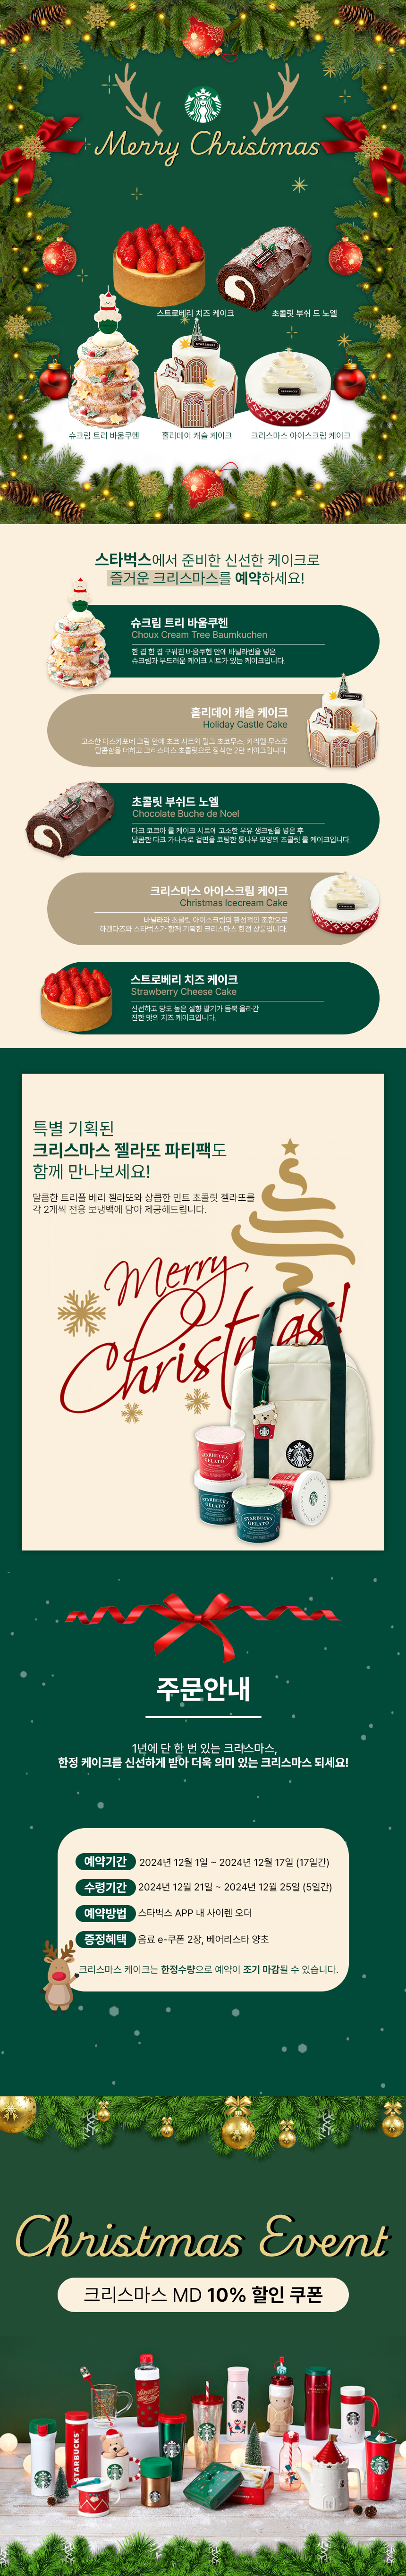 Merry Christmas
스트로베리 치즈 케이크
초콜릿 부쉬 드 노엘
슈크림 트리 바움쿠헨
홀리데이 캐슬 케이크
크리스마스 아이스크림 케이크
스타벅스에서 준비한 신선한 케이크로
즐거운 크리스마스를 예약하세요!
슈크림 트리 바움쿠헨
Choux Cream Tree Baumkuchen
한 겹 한 겹 구워진 바움쿠헨 안에 바닐라빈을 넣은
슈크림과 부드러운 케이크 시트가 있는 케이크입니다.
홀리데이 캐슬 케이크
Holiday Castle Cake
고소한 마스카포네 크림 안에 초코 시트와 밀크 초코무스, 카라멜 무스로
달콤함을 더하고 크리스마스 초콜릿으로 장식한 2단 케이크입니다.
초콜릿 부쉬드 노엘
Chocolate Buche de Noel
다크 코코아 롤 케이크 시트에 고소한 우유 생크림을 넣은 후
달콤한 다크 가나슈로 겉면을 코팅한 통나무 모양의 초콜릿 롤 케이크입니다.
크리스마스 아이스크림 케이크
Christmas Icecream Cake
바닐라와 초콜릿 아이스크림의 환상적인 조합으로
하겐다즈와 스타벅스가 함께 기획한 크리스마스 한정 상품입니다.
스트로베리 치즈 케이크
Strawberry Cheese Cake
신선하고 당도 높은 설향 딸기가 듬뿍 올라간
진한 맛의 치즈 케이크입니다.
특별 기획된
크리스마스 젤라또 파티팩도
함께 만나보세요!
달콤한 트리플 베리 젤라또와 상큼한 민트 초콜릿 젤라또를
각 2개씩 전용 보냉백에 담아 제공해드립니다.
Merry
Christmas!
STARBUCKS
GELATO
STARBUCKS
GELATO
STARBUCKS
GELATO
주문안내
1년에 단 한 번 있는 크리스마스,
한정 케이크를 신선하게 받아 더욱 의미 있는 크리스마스 되세요!
예약기간 2024년 12월 1일 ~ 2024년 12월 17일 (17일간)
수령기간 2024년 12월 21일 ~ 2024년 12월 25일 (5일간)
예약방법 스타벅스 APP 내 사이렌 오더
증정혜택 음료 e-쿠폰 2장, 베어리스타 양초
크리스마스 케이크는 한정수량으로 예약이 조기 마감될 수 있습니다.
Christmas Event
크리스마스 MD 10% 할인 쿠폰
STARBUCKS